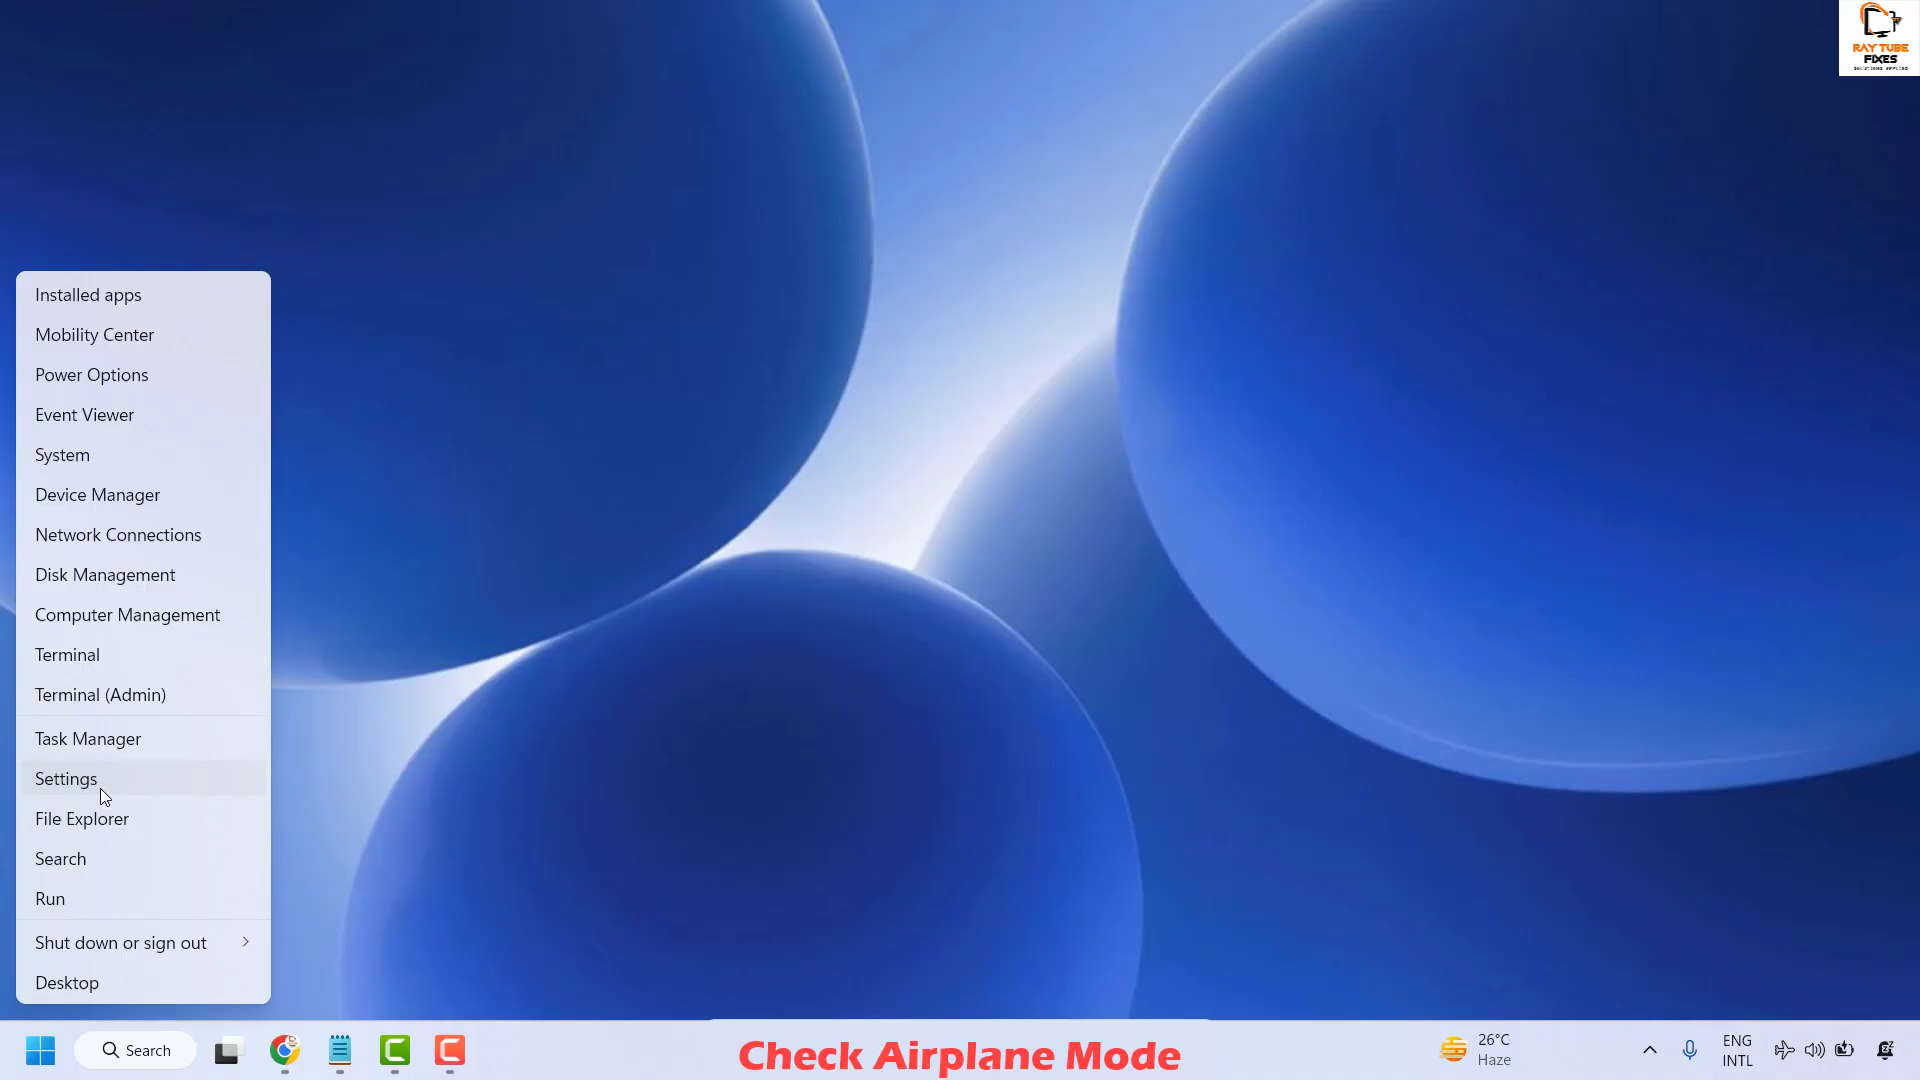 RAY TUBE
FIXES
Installed apps
Mobility Center
Power Options
Event Viewer
System
Device Manager
Network Connections
Disk Management
Computer Management
Terminal
Terminal (Admin)
Task Manager
Settings
File Explorer
Search
Run
Shut down or sign out
Desktop
Search
Check Airplane Mode
26°C
Haze
ENG
INTL